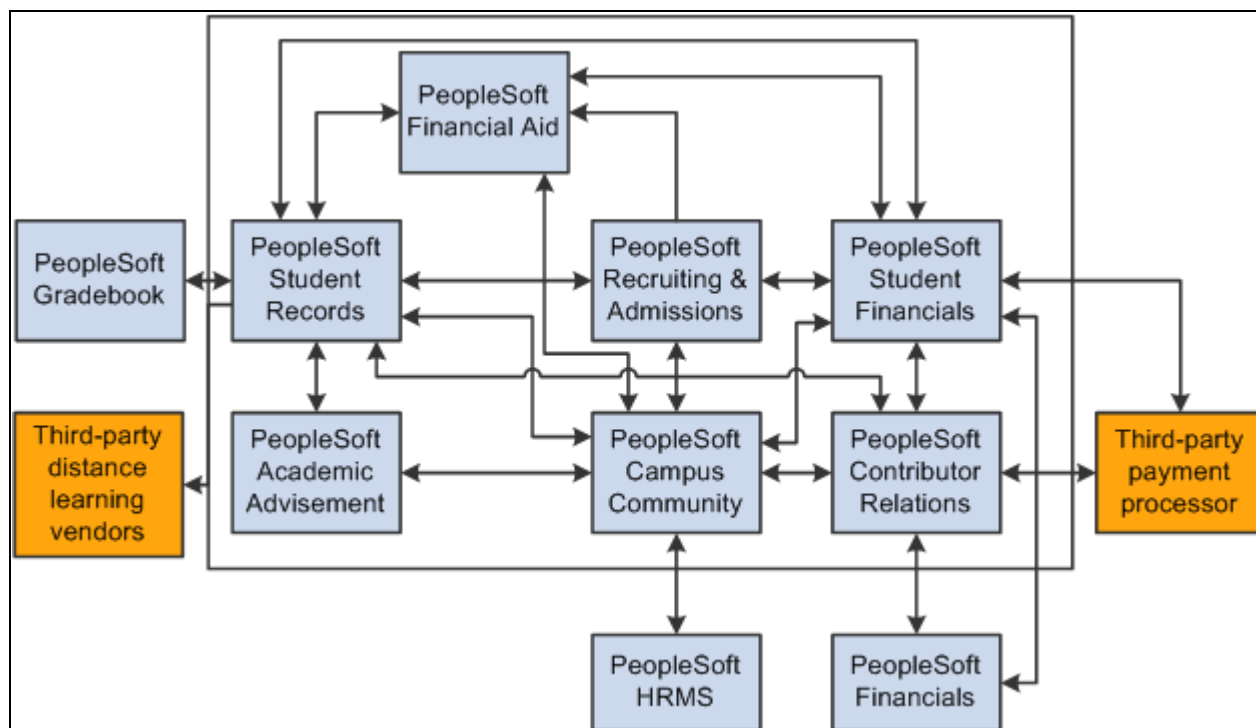 PeopleSoft
Financial Aid
PeopleSoft
Gradebook
PeopleSoft
Student
Records
PeopleSoft
Recruiting &
Admissions
PeopleSoft
Student
Financials
Third-party
distance
learning
vendors
PeopleSoft
Academic
Advisement
PeopleSoft
Campus
Community
PeopleSoft
Contributor
Relations
Third-party
payment
processor
PeopleSoft
HRMS
PeopleSoft
Financials